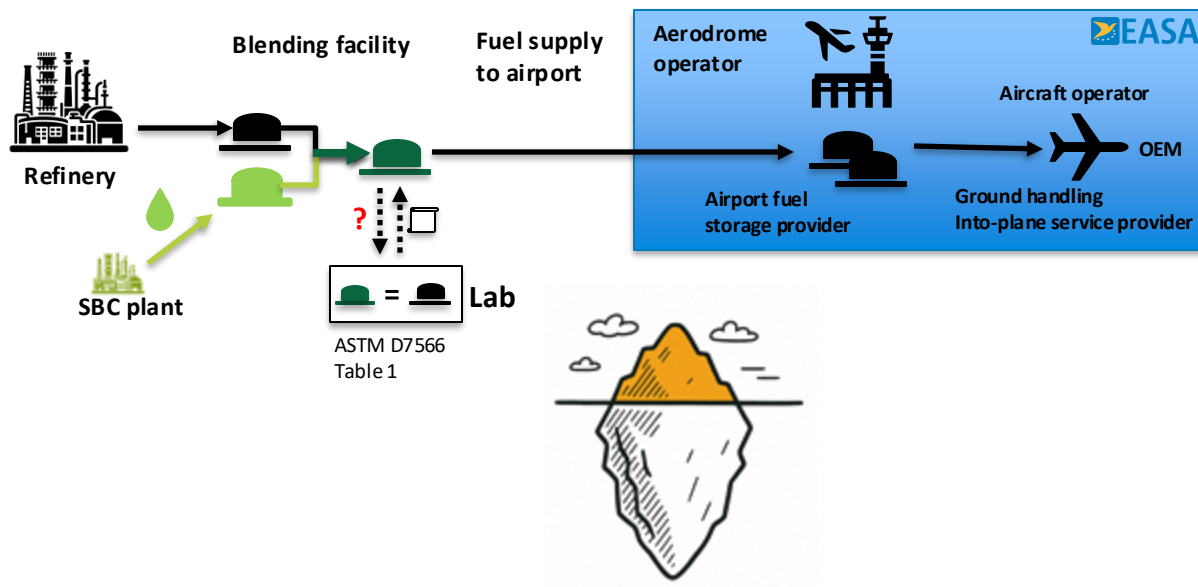 Blending facility
Fuel supply
to airport
Aerodrome
operator
EASA
Aircraft operator
OEM
Refinery
Airport fuel
storage provider
Ground handling
Into-plane service provider
?
SBC plant
=
Lab
ASTM D7566
Table 1